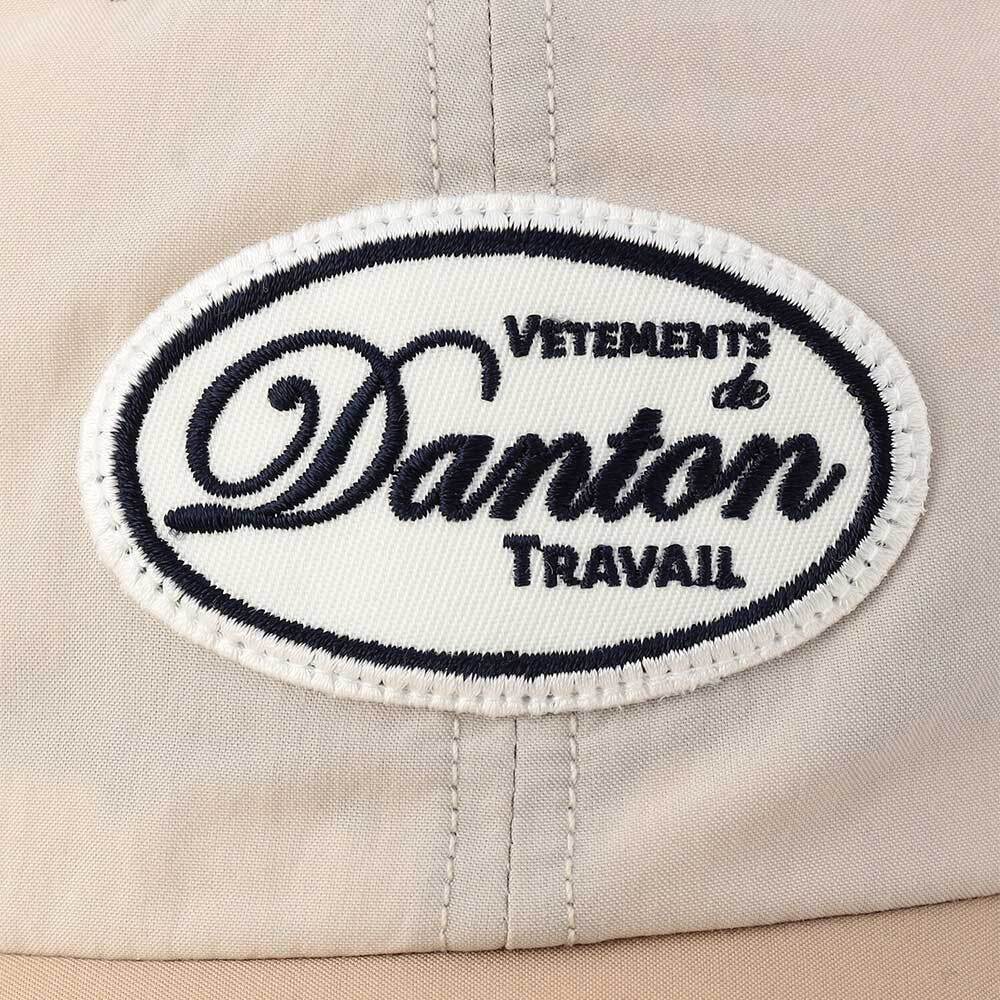 VETEMENTS
de
Danton
TRAVAIL